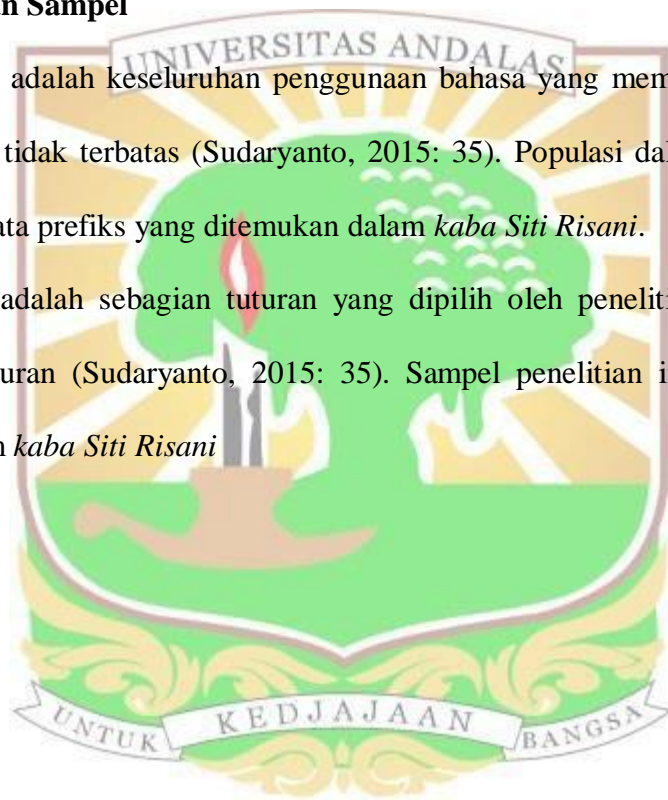 n Sampel
UNIVERSITAS ANDALAS
adalah keseluruhan penggunaan bahasa yang mem
tidak terbatas (Sudaryanto, 2015: 35). Populasi dal
ata prefiks yang ditemukan dalam kaba Siti Risani.
adalah sebagian tuturan yang dipilih oleh peneliti
uran (Sudaryanto, 2015: 35). Sampel penelitian i
kaba Siti Risani
UNTUK KEDJAJAAN BANGSA